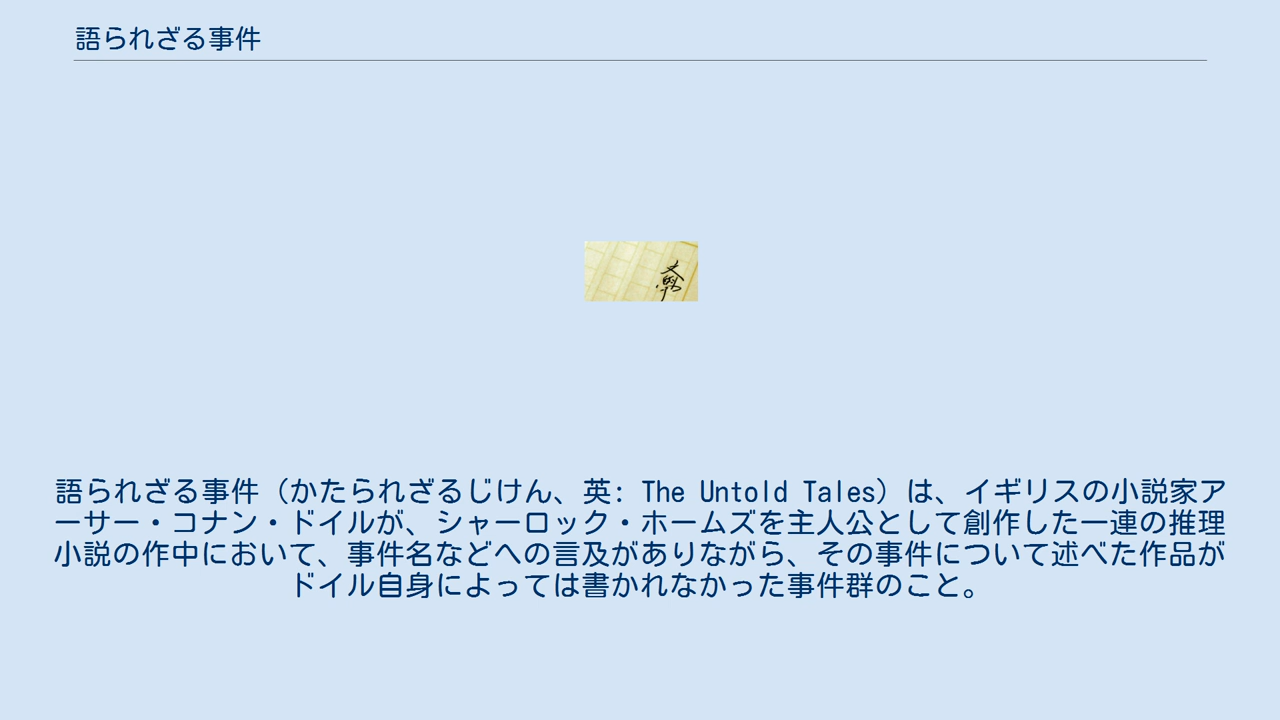 語られざる事件
語られざる事件（かたられざるじけん、英: The Untold Tales）は、イギリスの小説家ア
ーサー・コナン・ドイルが、シャーロック・ホームズを主人公として創作した一連の推理
小説の作中において、事件名などへの言及がありながら、その事件について述べた作品が
ドイル自身によっては書かれなかった事件群のこと。